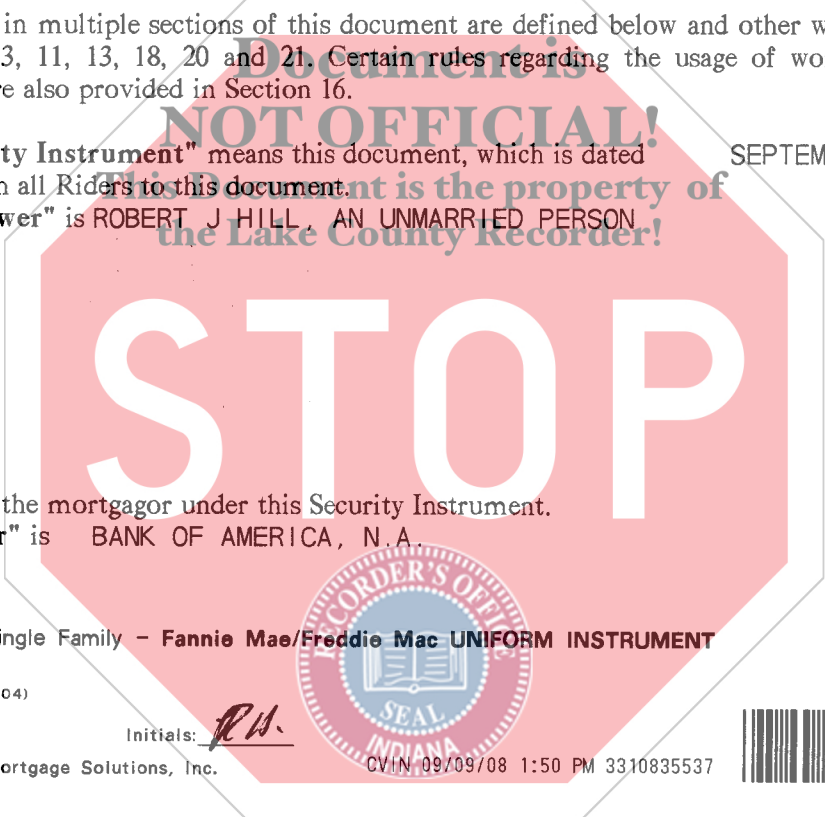 in multiple sections of this document are defined below and other w
3, 11, 13, 18, 20 and 21. Certain rules regarding the usage of wo
re also provided in Section 16.
Document is
NOT OFFICIAL!
This Document is the property of
the Lake County Recorder!
ty Instrument" means this document, which is dated SEPTEM
all Riders to this document.
wer" is ROBERT J HILL, AN UNMARRIED PERSON
STOP
the mortgagor under this Security Instrument.
r" is BANK OF AMERICA, N.A.
RECORDER'S OFFICE
SEAL
INDIANA
ingle Family - Fannie Mae/Freddie Mac UNIFORM INSTRUMENT
04)
Initials: RH.
ortgage Solutions, Inc.
CVIN 09/09/08 1:50 PM 3310835537